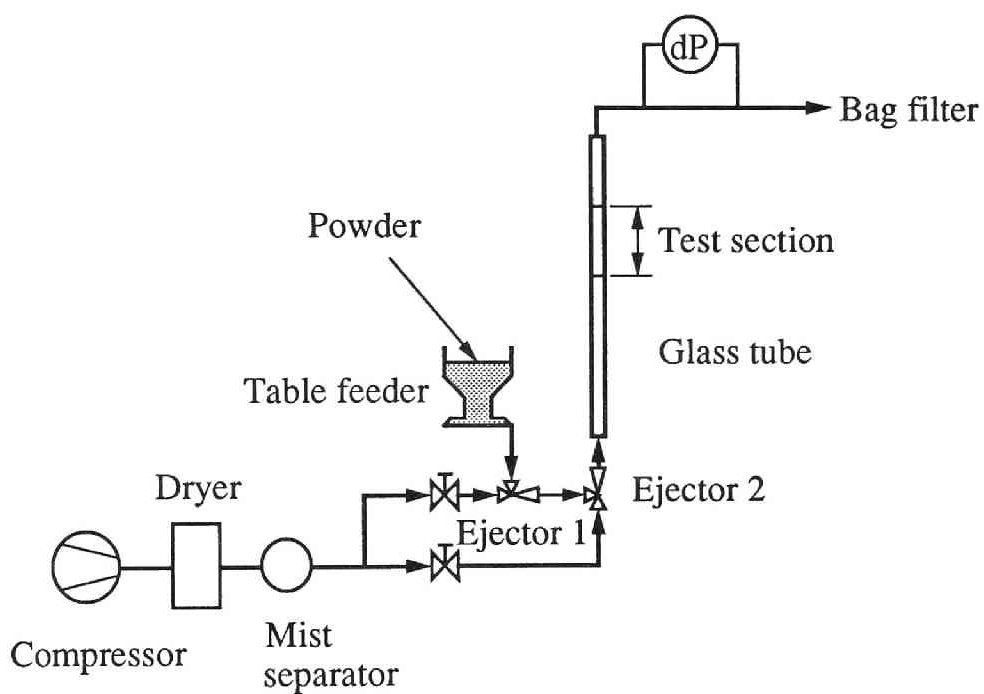 dP
Bag filter
Powder
Test section
Glass tube
Table feeder
Dryer
Ejector 2
Ejector 1
Compressor
Mist
separator